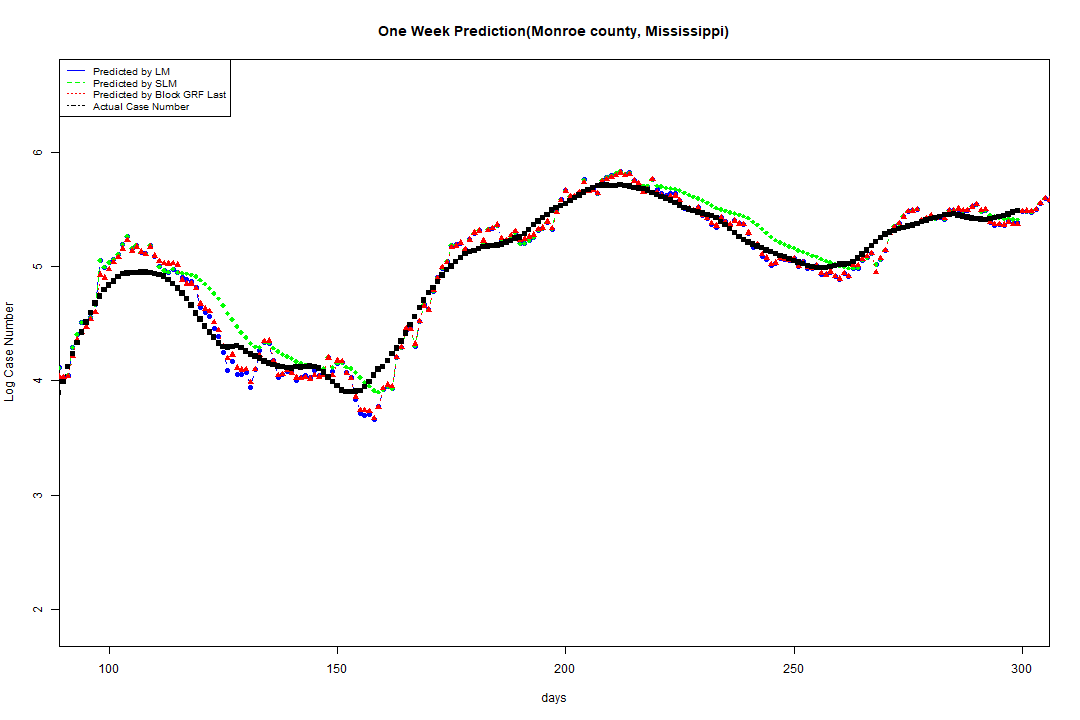 One Week Prediction(Monroe county, Mississippi)
Predicted by LM
Predicted by SLM
Predicted by Block GRF Last
Actual Case Number
6
5
4
3
2
Log Case Number
100 150 200 250 300
days